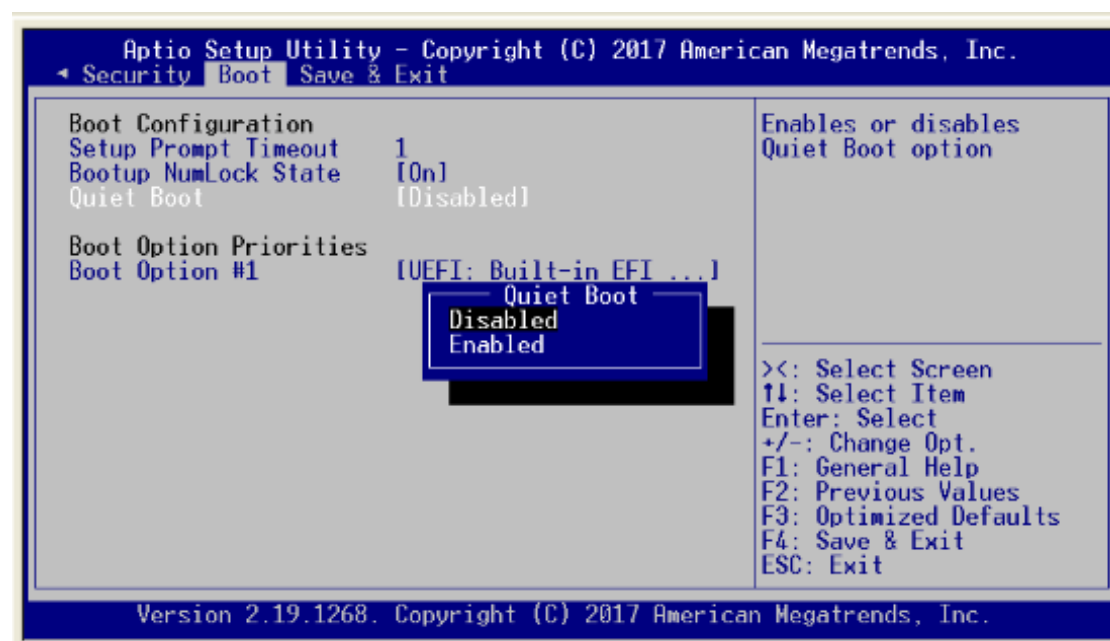 Aptio Setup Utility – Copyright (C) 2017 American Megatrends, Inc.
◄ Security Boot Save & Exit
Boot Configuration
Setup Prompt Timeout 1
Bootup NumLock State [On]
Quiet Boot [Disabled]
Boot Option Priorities
Boot Option #1 [UEFI: Built-in EFI ...]
Quiet Boot
Disabled
Enabled
Enables or disables
Quiet Boot option
><: Select Screen
↑↓: Select Item
Enter: Select
+/-: Change Opt.
F1: General Help
F2: Previous Values
F3: Optimized Defaults
F4: Save & Exit
ESC: Exit
Version 2.19.1268. Copyright (C) 2017 American Megatrends, Inc.